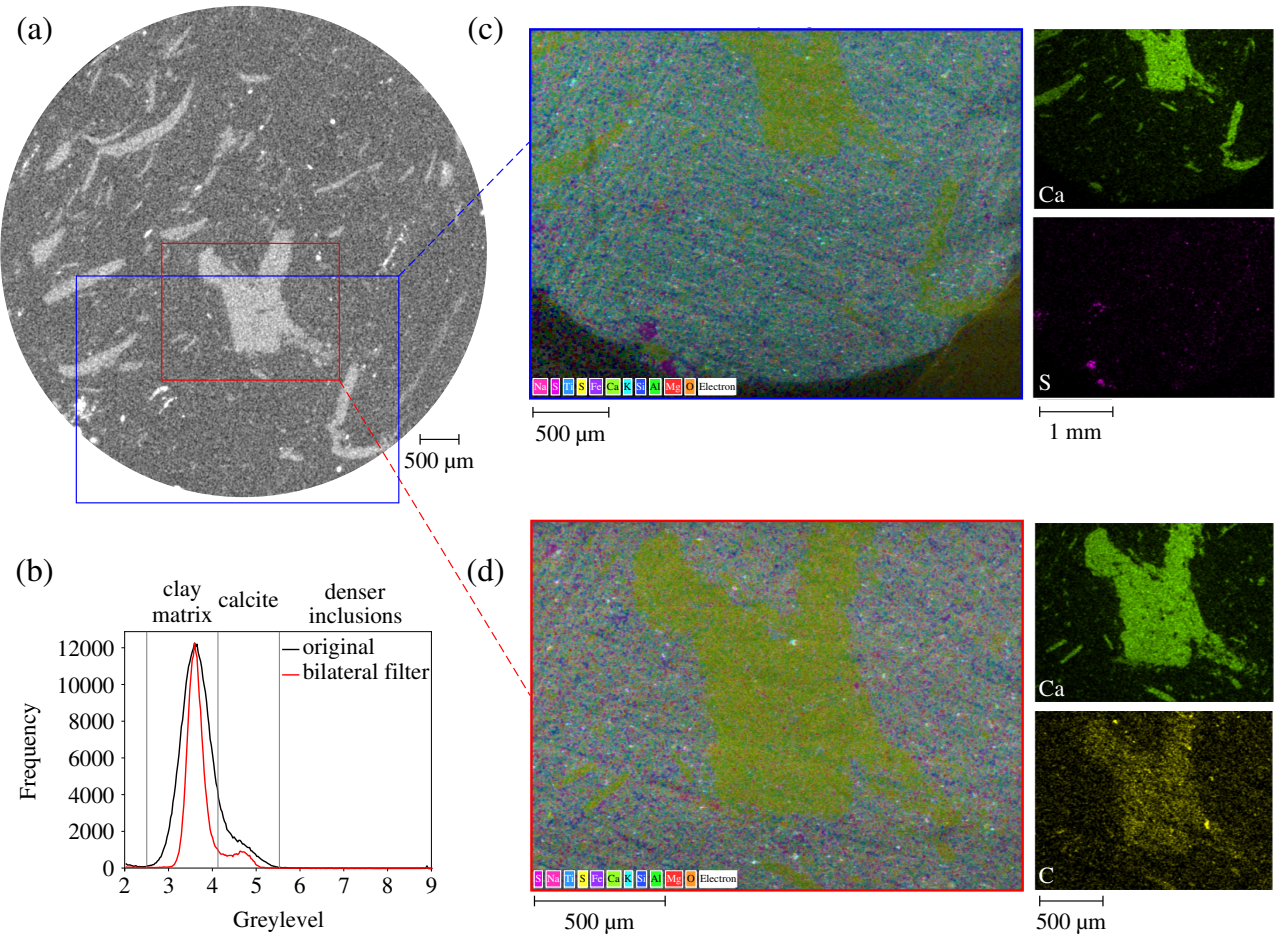 (a)
500 µm
(b)
clay
matrix
calcite
denser
inclusions
original
bilateral filter
12000
10000
8000
6000
4000
2000
0
Frequency
2 3 4 5 6 7 8 9
Greylevel
(c)
Na S Ti S Fe Ca K Si Al Mg O Electron
500 µm
Ca
S
1 mm
(d)
S Na Ti S Fe Ca K Si Al Mg O Electron
500 µm
Ca
C
500 µm